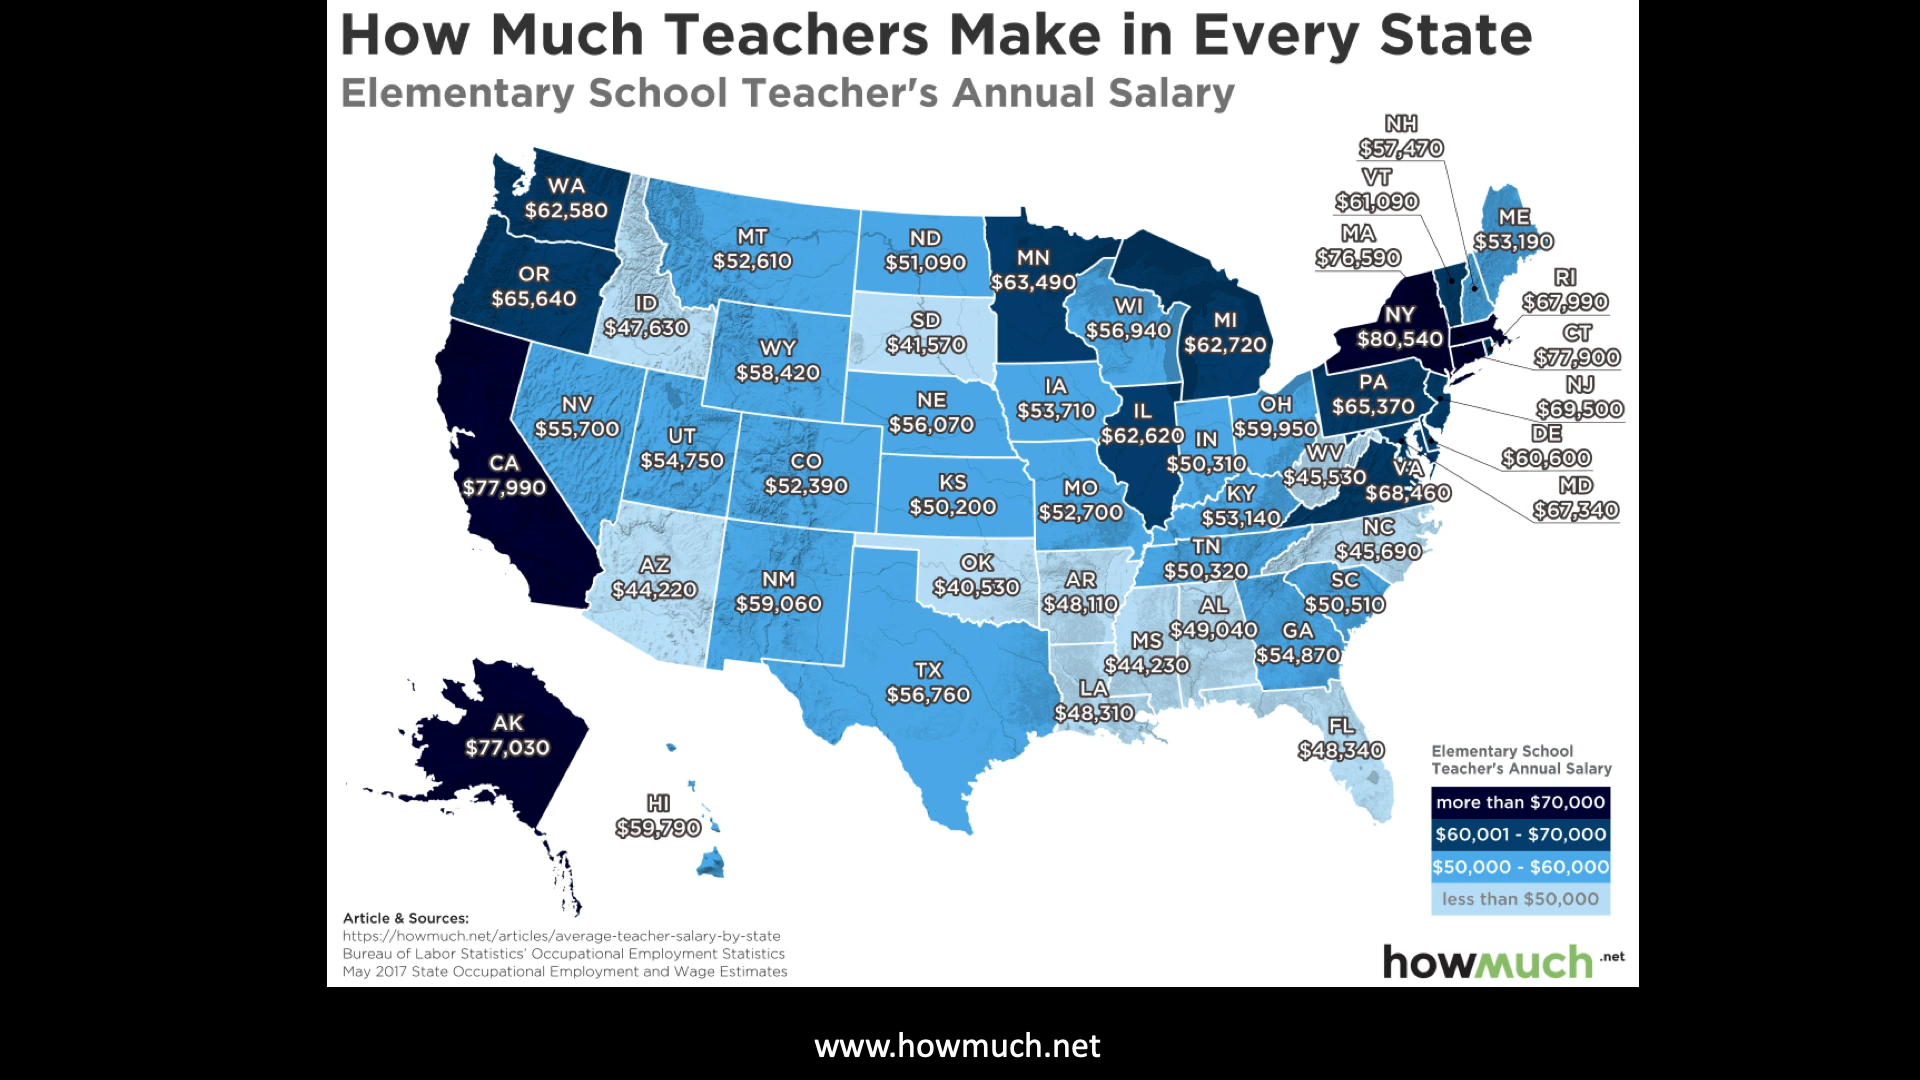 How Much Teachers Make in Every State
Elementary School Teacher's Annual Salary
NH
$57,470
VT
$61,090
MA
$76,590
ME
$53,190
RI
$67,990
CT
$77,900
NJ
$69,500
DE
$60,600
MD
$67,340
WA
$62,580
OR
$65,640
ID
$47,630
MT
$52,610
ND
$51,090
MN
$63,490
SD
$41,570
WI
$56,940
MI
$62,720
NY
$80,540
WY
$58,420
PA
$65,370
NV
$55,700
UT
$54,750
CO
$52,390
NE
$56,070
IA
$53,710
IL
$62,620
IN
$50,310
OH
$59,950
WV
$45,530
VA
$68,460
CA
$77,990
KS
$50,200
MO
$52,700
KY
$53,140
NC
$45,690
TN
$50,320
SC
$50,510
AZ
$44,220
NM
$59,060
OK
$40,530
AR
$48,110
MS
$44,230
AL
$49,040
GA
$54,870
TX
$56,760
LA
$48,310
FL
$48,340
AK
$77,030
HI
$59,790
Elementary School
Teacher's Annual Salary
more than $70,000
$60,001 - $70,000
$50,000 - $60,000
less than $50,000
Article & Sources:
https://howmuch.net/articles/average-teacher-salary-by-state
Bureau of Labor Statistics' Occupational Employment Statistics
May 2017 State Occupational Employment and Wage Estimates
howmuch.net
www.howmuch.net